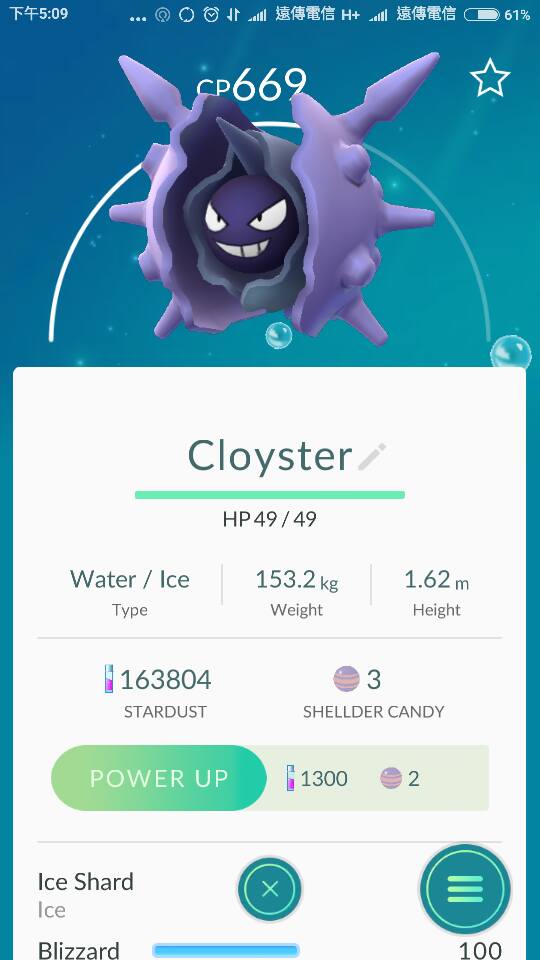 下午5:09 ... 遠傳電信 H+ 遠傳電信 61%
CP669
Cloyster
HP 49 / 49
Water / Ice 153.2 kg 1.62 m
Type Weight Height
163804 3
STARDUST SHELLDER CANDY
POWER UP 1300 2
Ice Shard
Ice
Blizzard 100